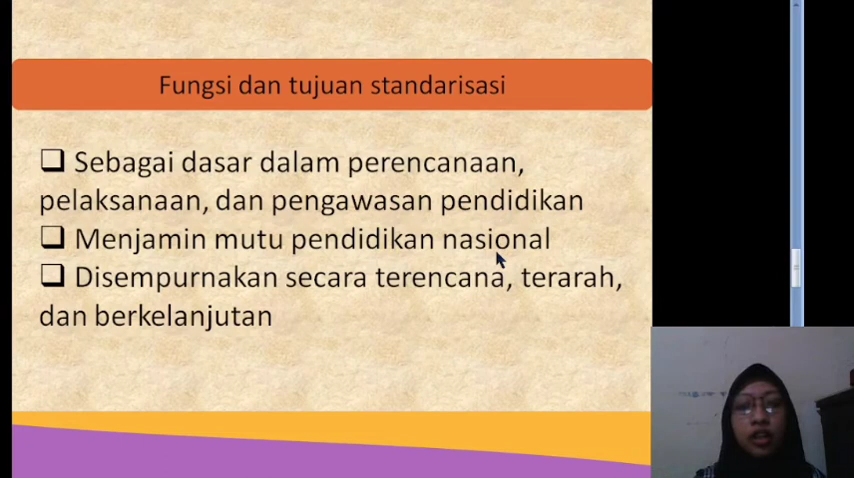 Fungsi dan tujuan standarisasi
❑ Sebagai dasar dalam perencanaan,
pelaksanaan, dan pengawasan pendidikan
❑ Menjamin mutu pendidikan nasional
❑ Disempurnakan secara terencana, terarah,
dan berkelanjutan